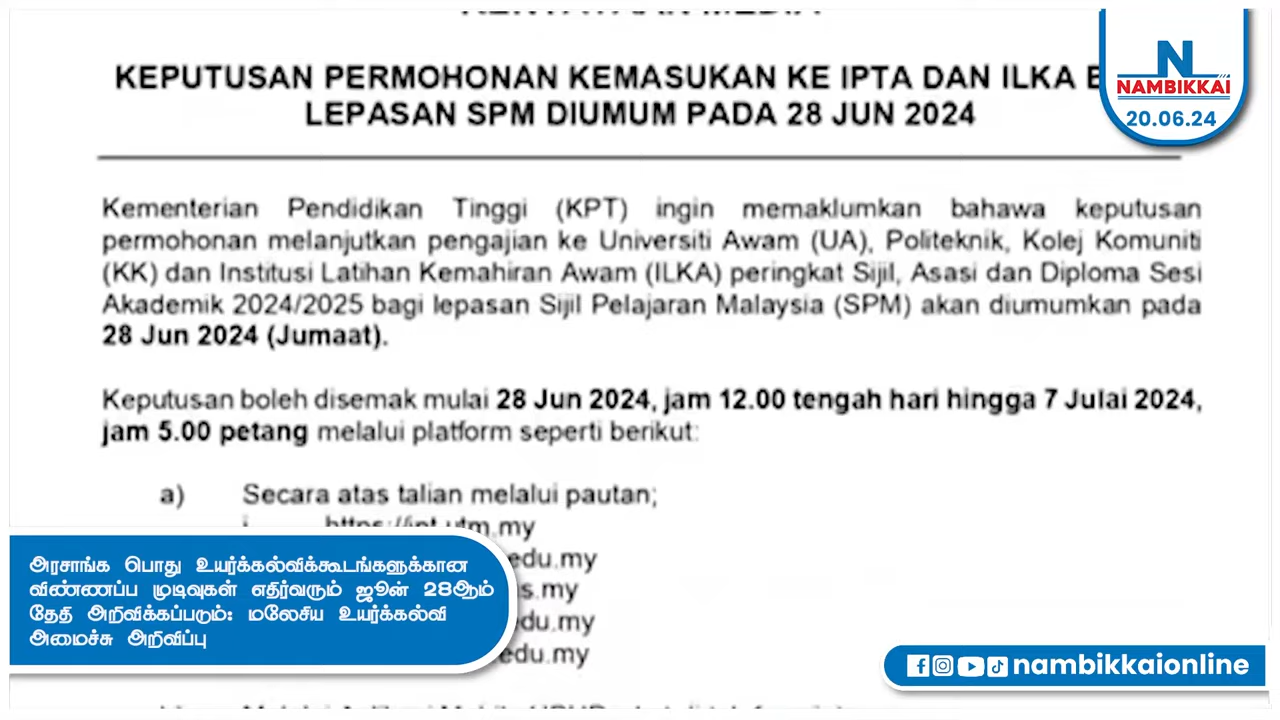 KEPUTUSAN PERMOHONAN KEMASUKAN KE IPTA DAN ILKA
LEPASAN SPM DIUMUM PADA 28 JUN 2024
N
NAMBIKKAI
20.06.24
Kementerian Pendidikan Tinggi (KPT) ingin memaklumkan bahawa keputusan
permohonan melanjutkan pengajian ke Universiti Awam (UA), Politeknik, Kolej Komuniti
(KK) dan Institusi Latihan Kemahiran Awam (ILKA) peringkat Sijil, Asasi dan Diploma Sesi
Akademik 2024/2025 bagi lepasan Sijil Pelajaran Malaysia (SPM) akan diumumkan pada
28 Jun 2024 (Jumaat).
Keputusan boleh disemak mulai 28 Jun 2024, jam 12.00 tengah hari hingga 7 Julai 2024,
jam 5.00 petang melalui platform seperti berikut:
a) Secara atas talian melalui pautan;
edu.my
s.my
du.my
edu.my
அரசாங்க பொது உயர்க்கல்விக்கூடங்களுக்கான
விண்ணப்ப முடிவுகள் எதிர்வரும் ஜூன் 28ஆம்
தேதி அறிவிக்கப்படும்: மலேசிய உயர்க்கல்வி
அமைச்சு அறிவிப்பு
nambikkaionline